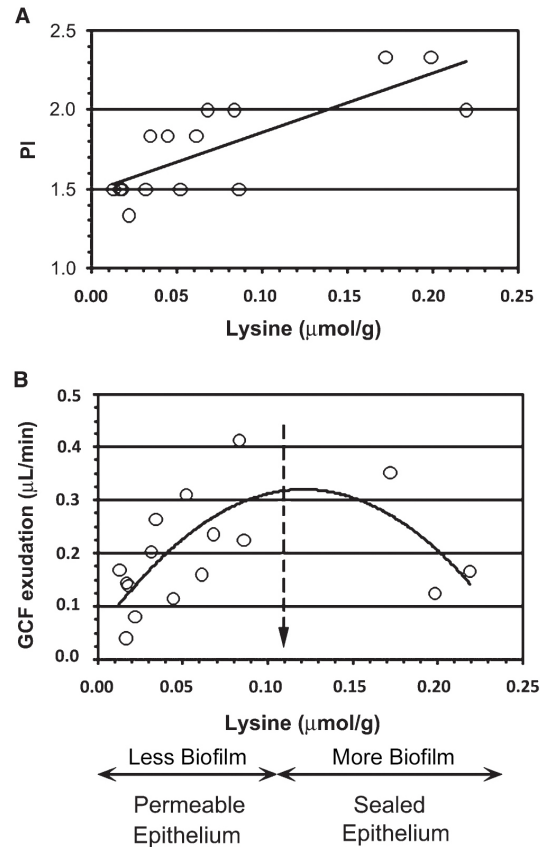 A
2.5
2.0
1.5
1.0
PI
0.00 0.05 0.10 0.15 0.20 0.25
Lysine (μmol/g)
B
0.5
0.4
0.3
0.2
0.1
0.0
GCF exudation (μL/min)
0.00 0.05 0.10 0.15 0.20 0.25
Lysine (μmol/g)
Less Biofilm More Biofilm
Permeable Sealed
Epithelium Epithelium